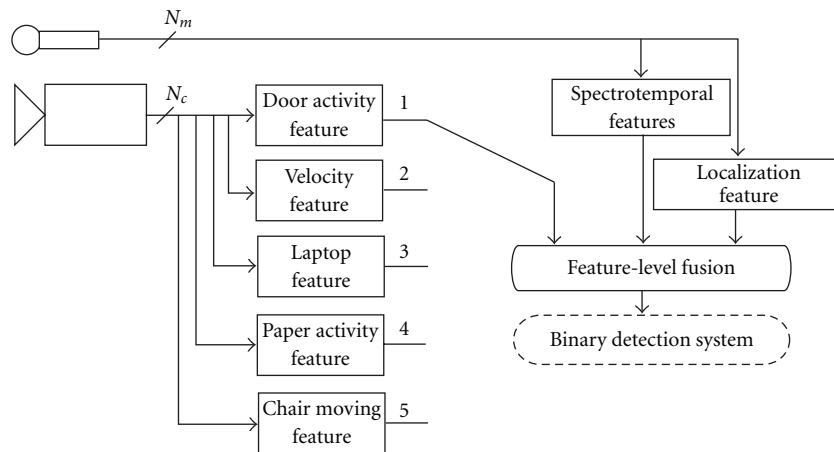 N_m
N_c
Door activity
feature
1
Velocity
feature
2
Laptop
feature
3
Paper activity
feature
4
Chair moving
feature
5
Spectrotemporal
features
Localization
feature
Feature-level fusion
Binary detection system